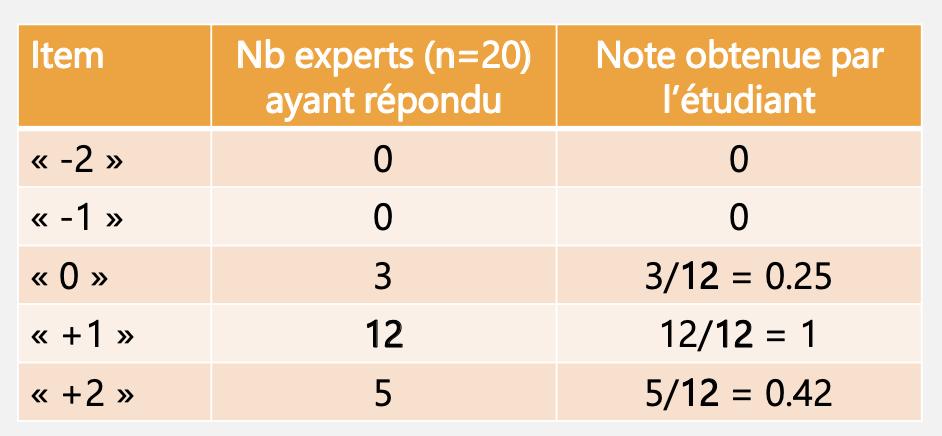 Item Nb experts (n=20) ayant répondu Note obtenue par l’étudiant
« -2 » 0 0
« -1 » 0 0
« 0 » 3 3/12 = 0.25
« +1 » 12 12/12 = 1
« +2 » 5 5/12 = 0.42